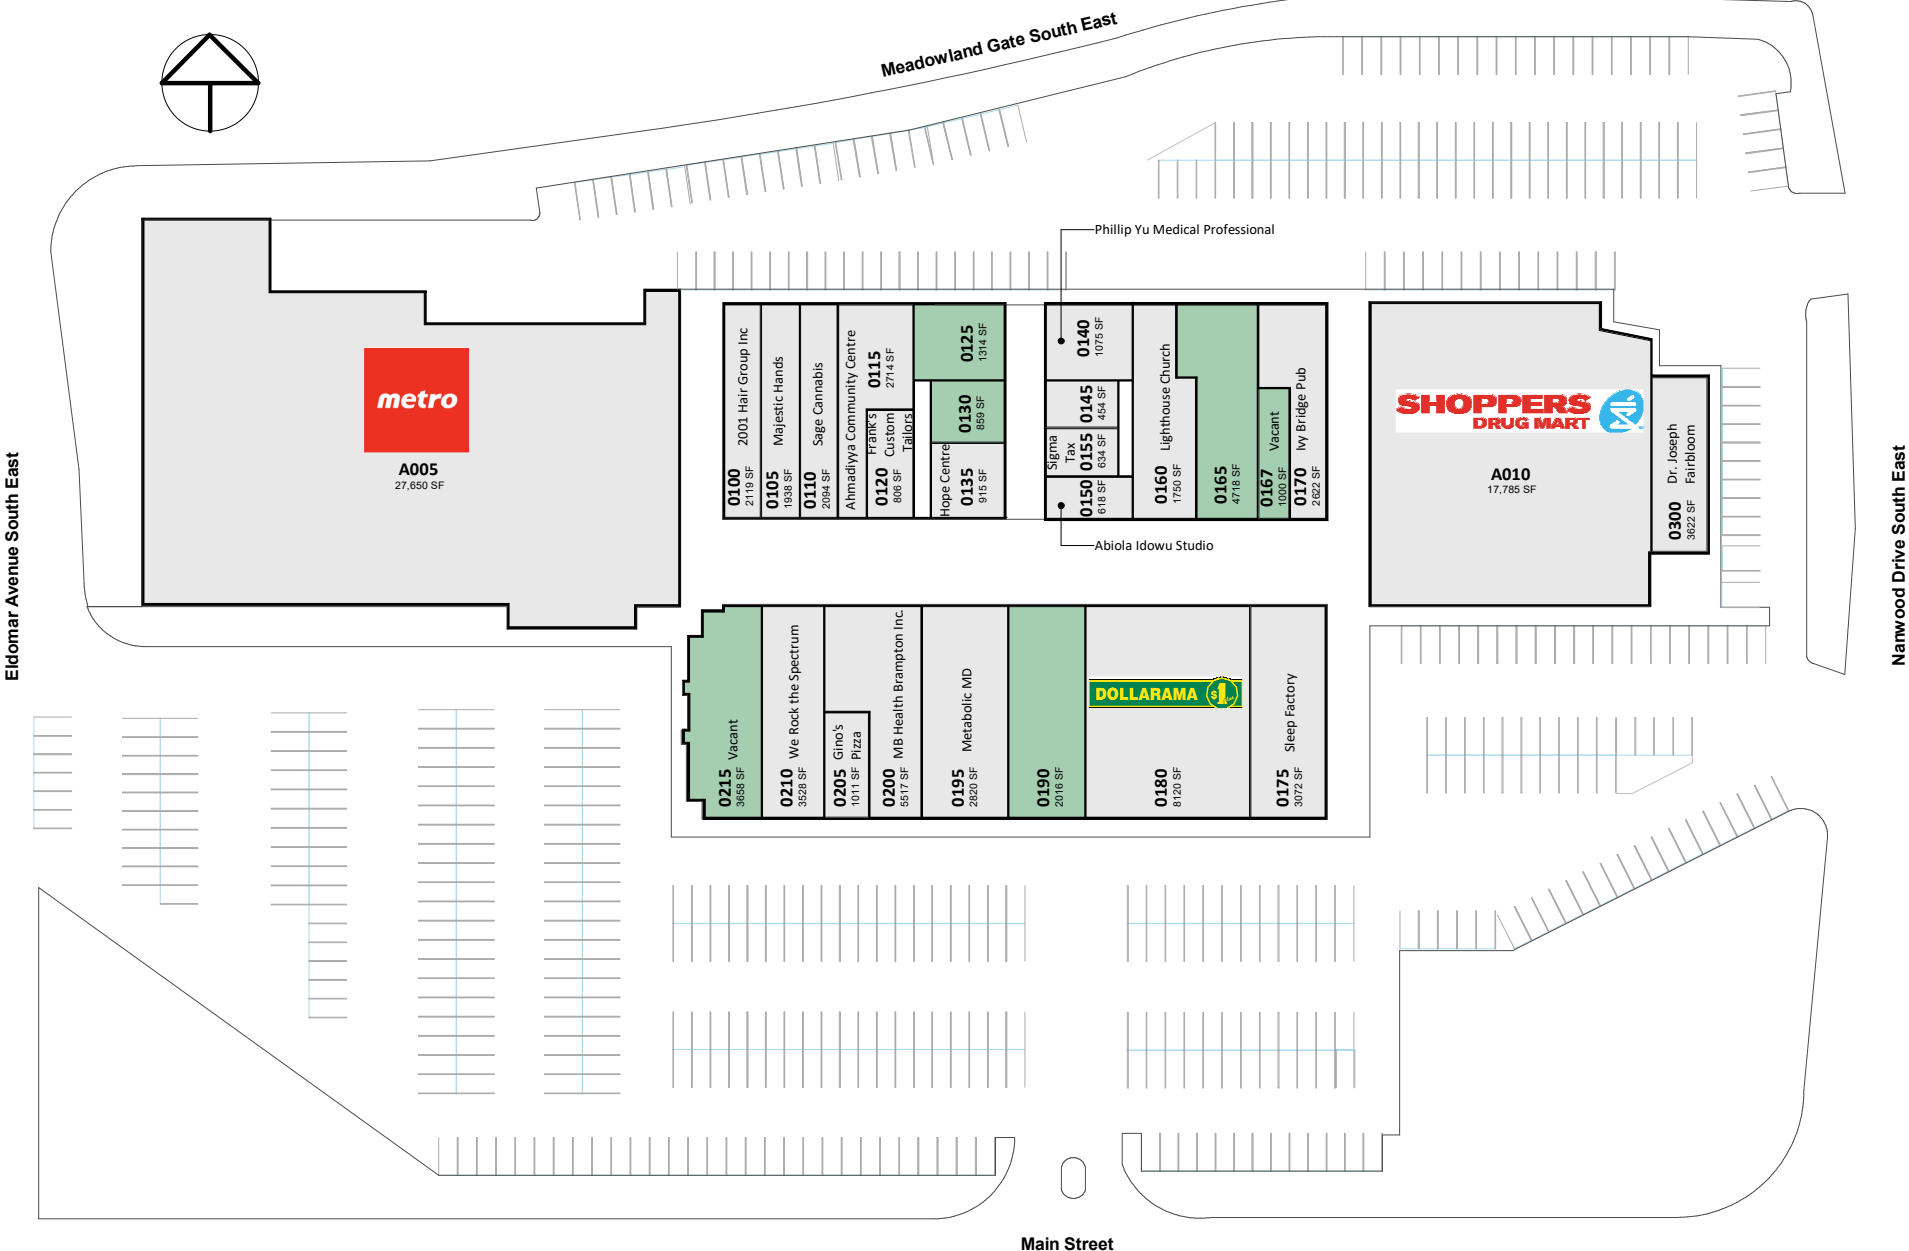 Meadowland Gate South East
Phillip Yu Medical Professional
Eldomar Avenue South East
Nanwood Drive South East
metro
A005
27,650 SF
2001 Hair Group Inc
0100
2119 SF
Majestic Hands
0105
1938 SF
Sage Cannabis
0110
2094 SF
Ahmadiyya Community Centre
0115
2714 SF
Frank's
Custom
Tailors
0120
806 SF
0125
1314 SF
0130
859 SF
Hope Centre
0135
915 SF
0140
1075 SF
0145
454 SF
Sigma
Tax
0155
634 SF
0150
618 SF
Lighthouse Church
0160
1750 SF
0165
4718 SF
Vacant
0167
1000 SF
Ivy Bridge Pub
0170
2622 SF
SHOPPERS
DRUG MART
A010
17,785 SF
Dr. Joseph
Fairbloom
0300
3622 SF
Abiola Idowu Studio
Vacant
0215
3658 SF
We Rock the Spectrum
0210
3528 SF
Gino's
Pizza
0205
1011 SF
MB Health Brampton Inc.
0200
5517 SF
Metabolic MD
0195
2820 SF
0190
2016 SF
DOLLARAMA $1
0180
8120 SF
Sleep Factory
0175
3072 SF
Main Street